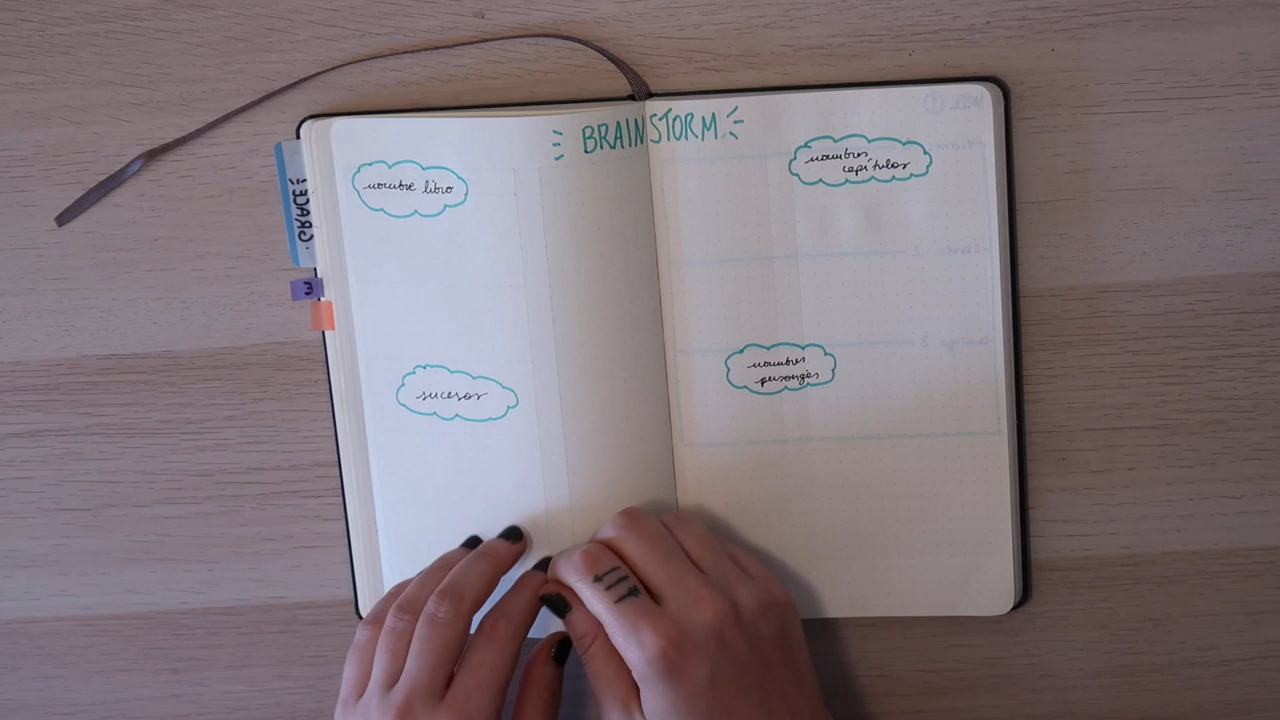 BRAINSTORM
nombre libro
nombres
capítulos
sucesos
nombres
personajes
GRACE